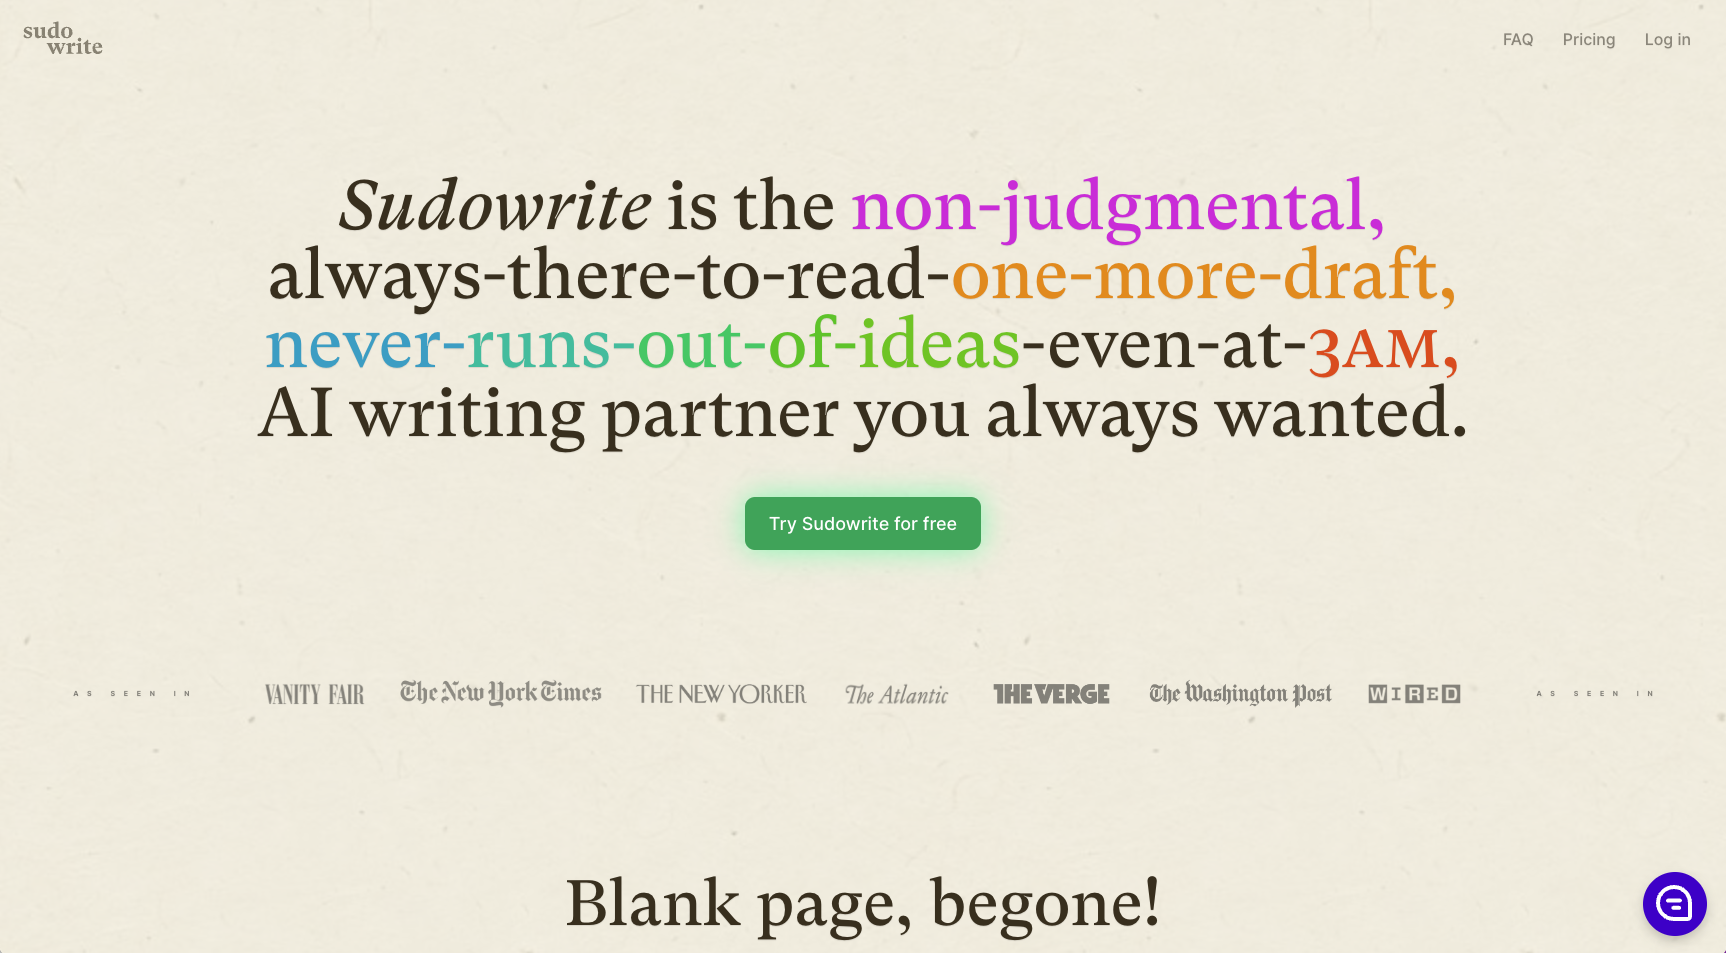 sudo
write
FAQ
Pricing
Log in
Sudowrite is the non-judgmental,
always-there-to-read-one-more-draft,
never-runs-out-of-ideas-even-at-3AM,
AI writing partner you always wanted.
Try Sudowrite for free
AS SEEN IN
VANITY FAIR
The New York Times
THE NEW YORKER
The Atlantic
THE VERGE
The Washington Post
WIRED
AS SEEN IN
Blank page, begone!